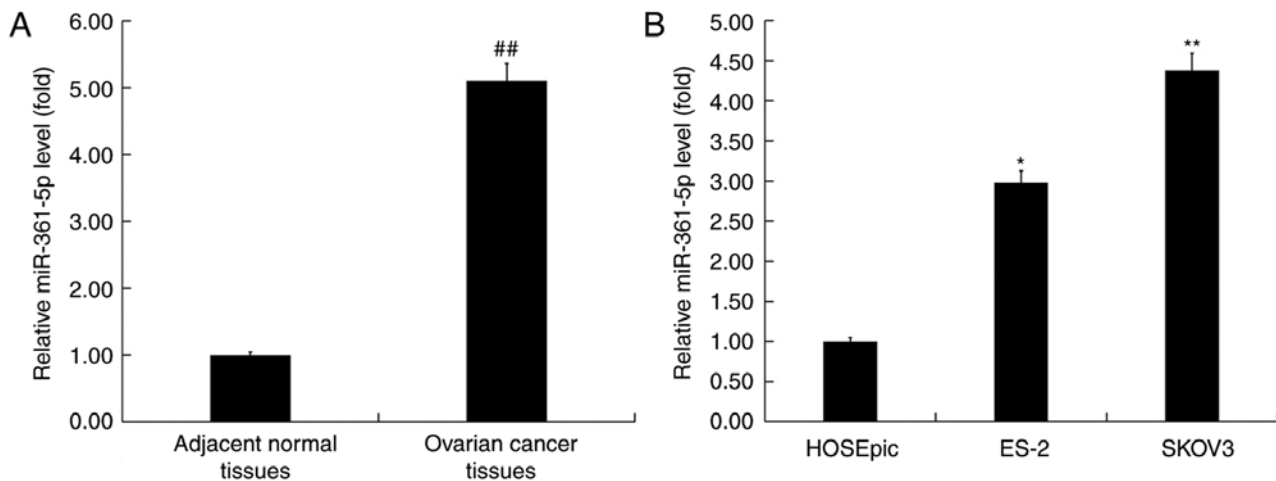 A
Relative miR-361-5p level (fold)
6.00
5.00
4.00
3.00
2.00
1.00
0.00
##
Adjacent normal
tissues
Ovarian cancer
tissues
B
Relative miR-361-5p level (fold)
5.00
4.50
4.00
3.50
3.00
2.50
2.00
1.50
1.00
0.50
0.00
*
**
HOSEpic
ES-2
SKOV3